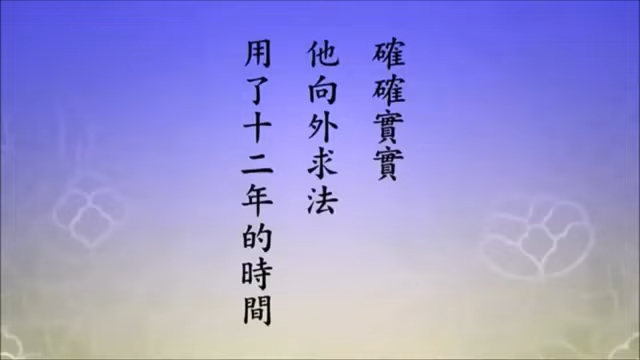 確確實實
他向外求法
用了十二年的時間